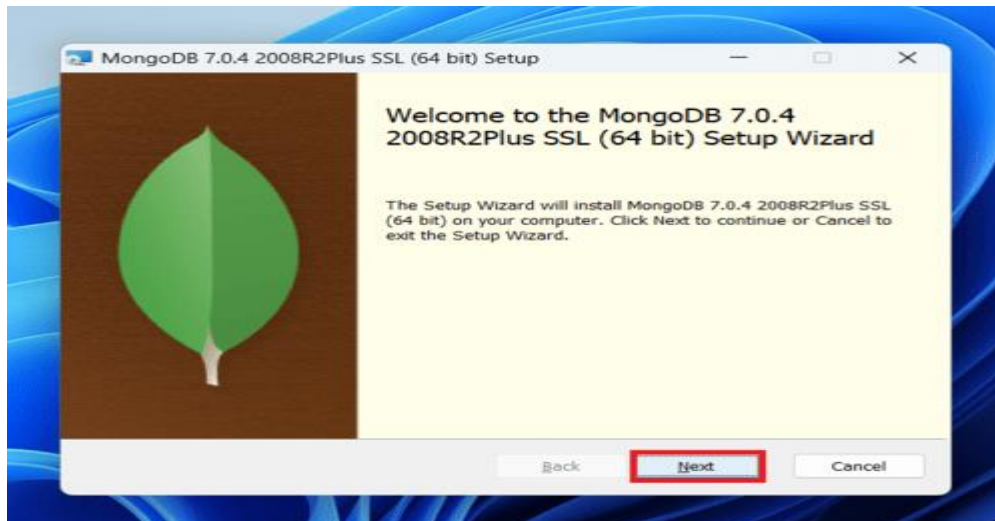 MongoDB 7.0.4 2008R2Plus SSL (64 bit) Setup
Welcome to the MongoDB 7.0.4
2008R2Plus SSL (64 bit) Setup Wizard
The Setup Wizard will install MongoDB 7.0.4 2008R2Plus SSL
(64 bit) on your computer. Click Next to continue or Cancel to
exit the Setup Wizard.
Back
Next
Cancel